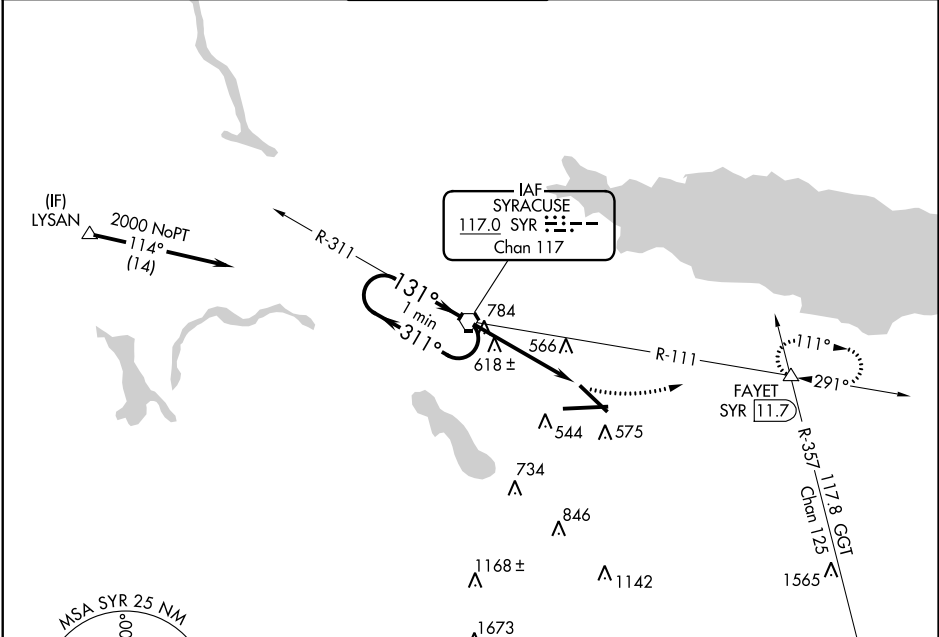 (IF)
LYSAN
2000 NoPT
114°
(14)
R-311
IAF
SYRACUSE
117.0 SYR
Chan 117
131°
1 min
311°
784
618 ±
566
R-111
111°
291°
FAYET
SYR 11.7
544
575
734
846
R-357
117.8 GGT
Chan 125
1168 ±
1142
1565
1673
MSA SYR 25 NM